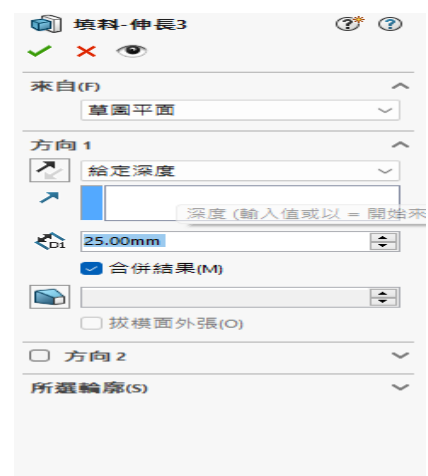 填料-伸長3
來自(F)
草圖平面
方向 1
給定深度
深度 (輸入值或以 = 開始來
D1
25.00mm
合併結果(M)
拔模面外張(O)
方向 2
所選輪廓(S)